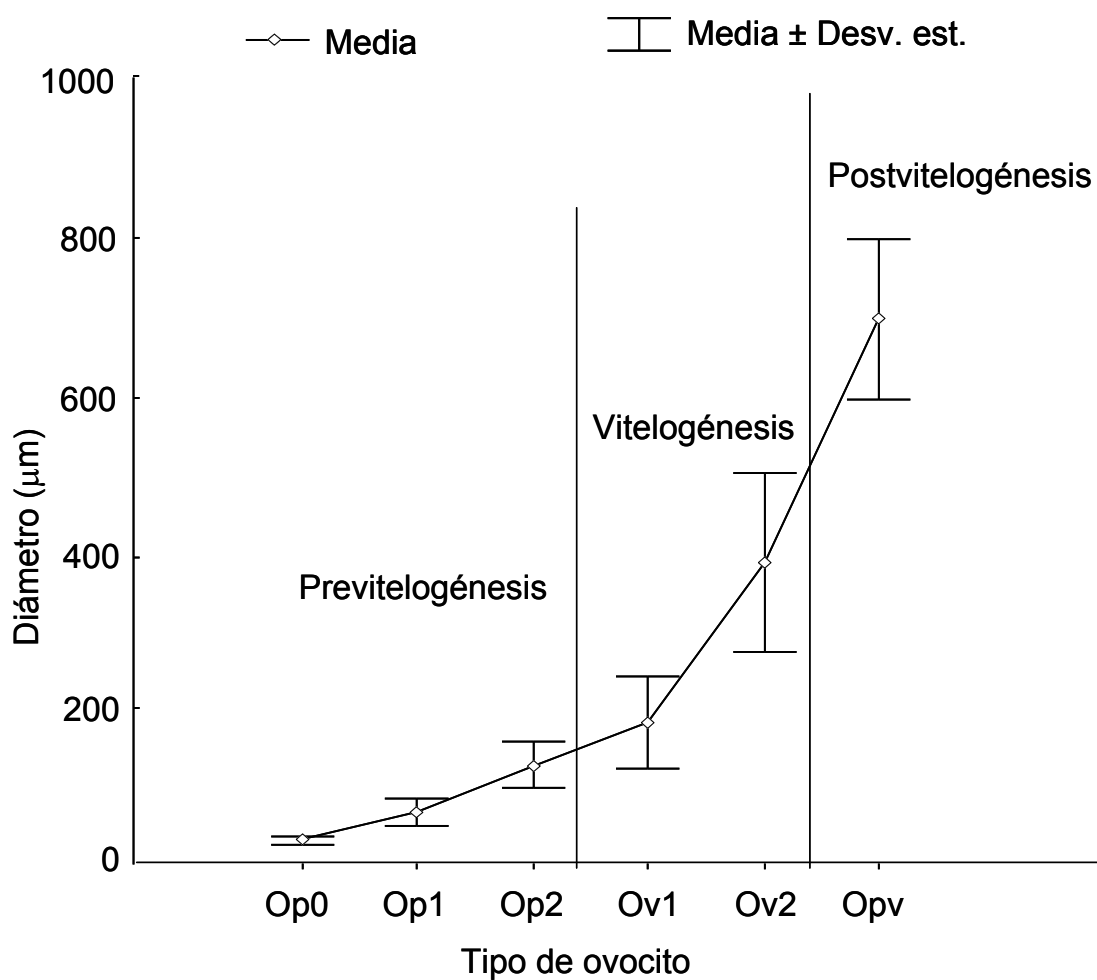 Media
Media ± Desv. est.
1000
800
600
400
200
0
Diámetro (µm)
Postvitelogénesis
Vitelogénesis
Previtelogénesis
Op0 Op1 Op2 Ov1 Ov2 Opv
Tipo de ovocito